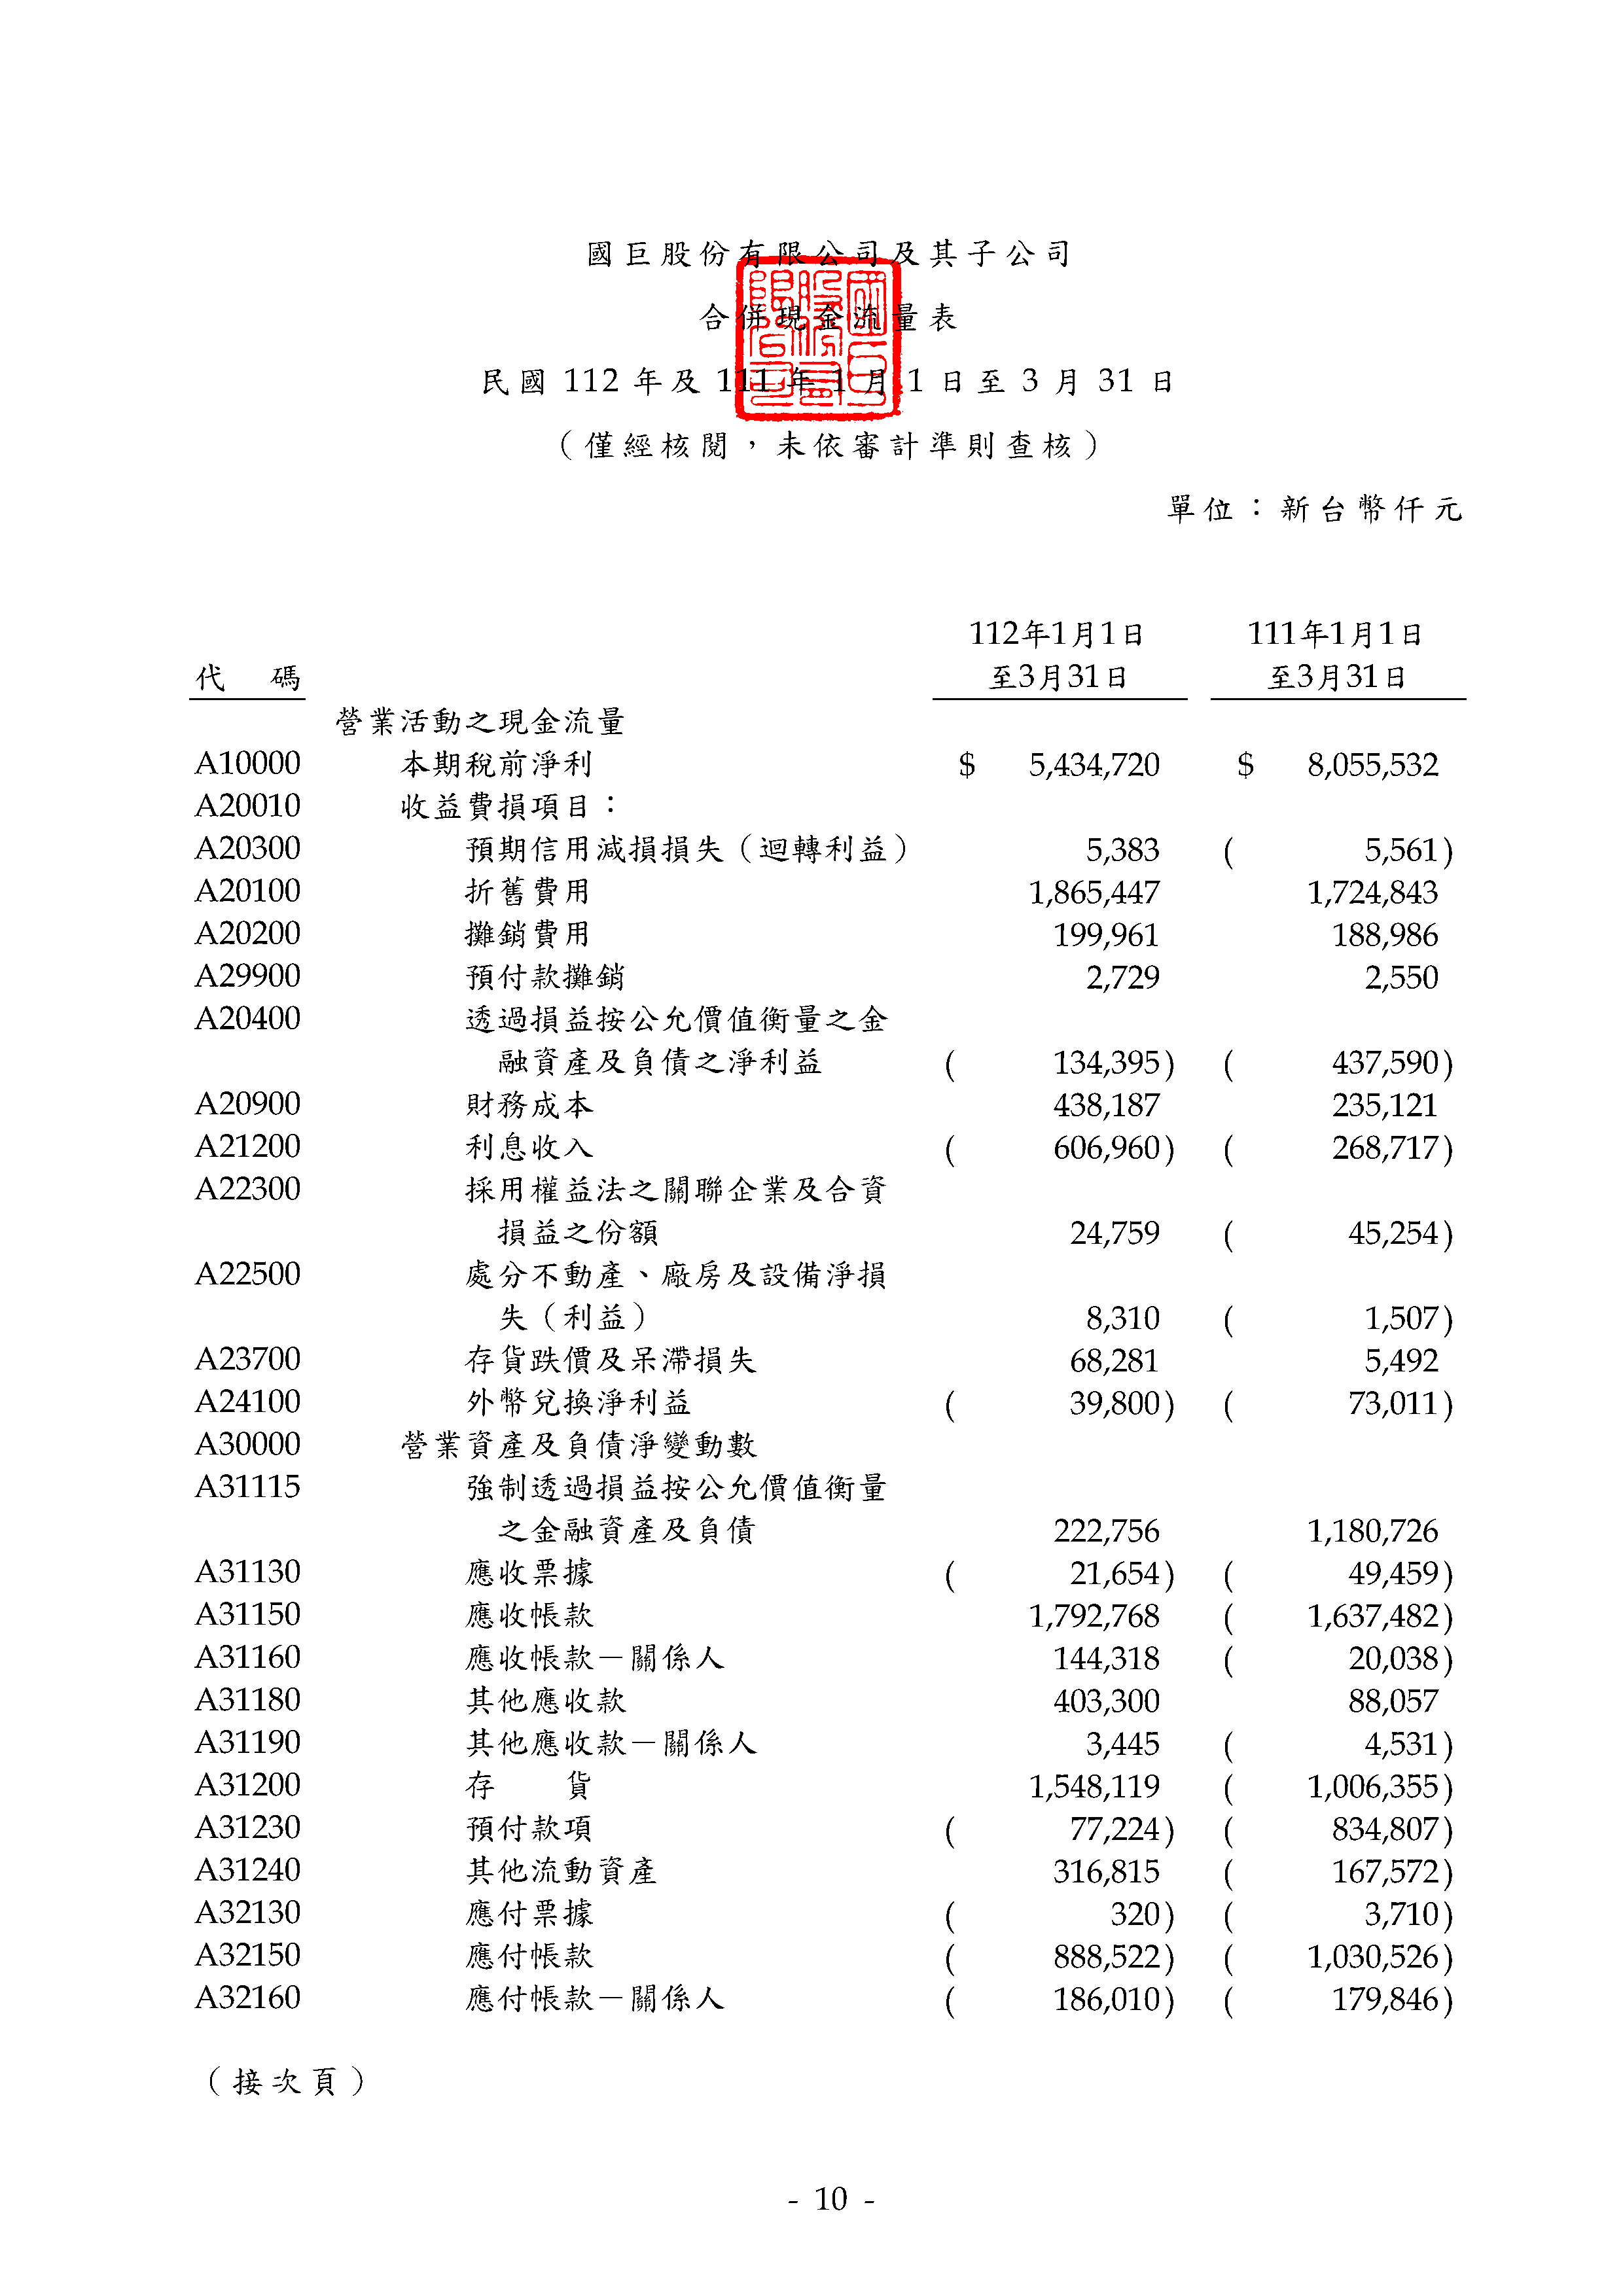 國巨股份有限公司及其子公司
合併現金流量表
民國 112 年及 111 年 1 月 1 日至 3 月 31 日
（僅經核閱，未依審計準則查核）
單位：新台幣仟元
112年1月1日 111年1月1日
代 碼 至3月31日 至3月31日
營業活動之現金流量
A10000 本期稅前淨利 $ 5,434,720 $ 8,055,532
A20010 收益費損項目：
A20300 預期信用減損損失（迴轉利益） 5,383 ( 5,561)
A20100 折舊費用 1,865,447 1,724,843
A20200 攤銷費用 199,961 188,986
A29900 預付款攤銷 2,729 2,550
A20400 透過損益按公允價值衡量之金
融資產及負債之淨利益 ( 134,395) ( 437,590)
A20900 財務成本 438,187 235,121
A21200 利息收入 ( 606,960) ( 268,717)
A22300 採用權益法之關聯企業及合資
損益之份額 24,759 ( 45,254)
A22500 處分不動產、廠房及設備淨損
失（利益） 8,310 ( 1,507)
A23700 存貨跌價及呆滯損失 68,281 5,492
A24100 外幣兌換淨利益 ( 39,800) ( 73,011)
A30000 營業資產及負債淨變動數
A31115 強制透過損益按公允價值衡量
之金融資產及負債 222,756 1,180,726
A31130 應收票據 ( 21,654) ( 49,459)
A31150 應收帳款 1,792,768 ( 1,637,482)
A31160 應收帳款－關係人 144,318 ( 20,038)
A31180 其他應收款 403,300 88,057
A31190 其他應收款－關係人 3,445 ( 4,531)
A31200 存 貨 1,548,119 ( 1,006,355)
A31230 預付款項 ( 77,224) ( 834,807)
A31240 其他流動資產 316,815 ( 167,572)
A32130 應付票據 ( 320) ( 3,710)
A32150 應付帳款 ( 888,522) ( 1,030,526)
A32160 應付帳款－關係人 ( 186,010) ( 179,846)
（接次頁）
- 10 -